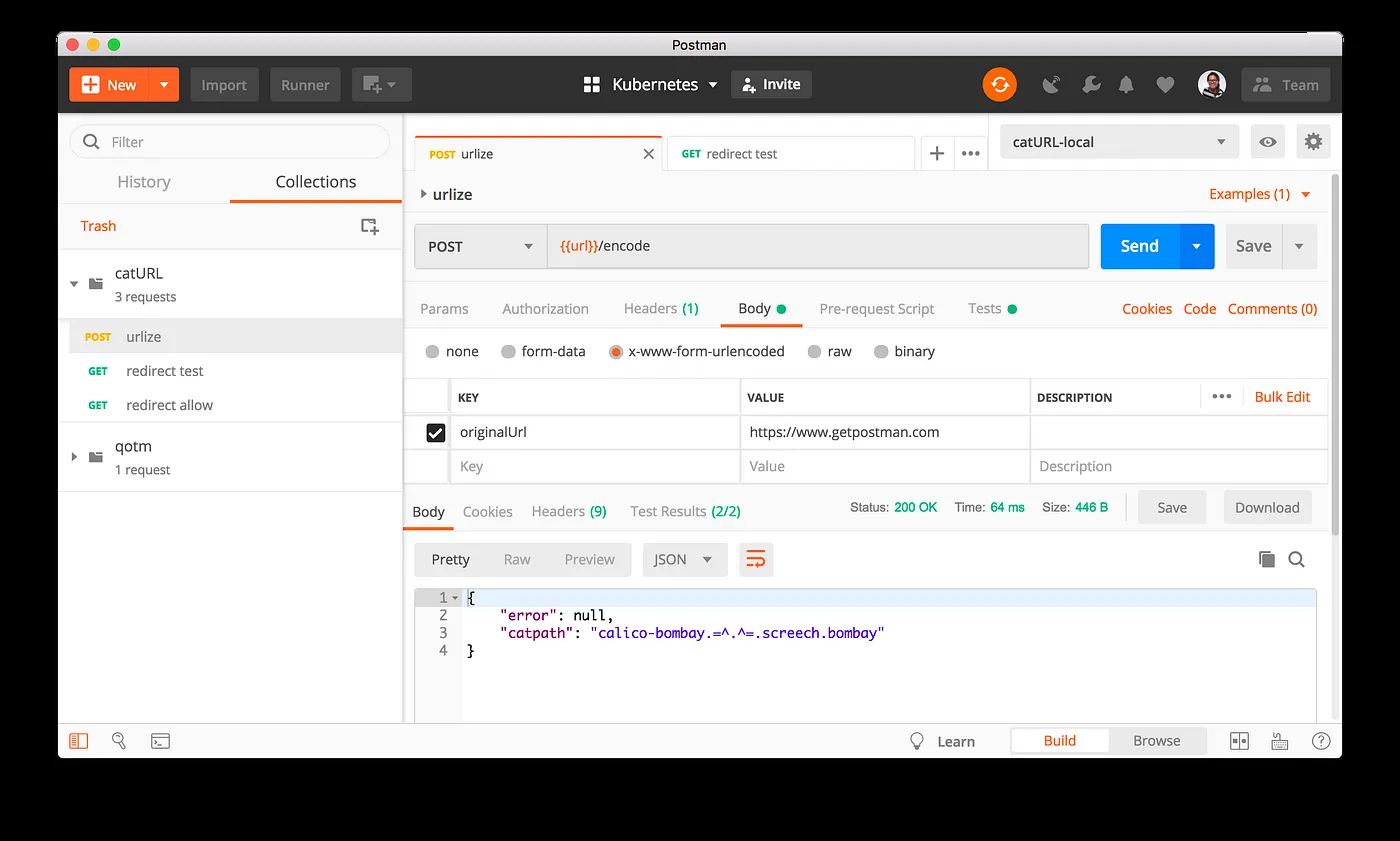 Postman
New
Import
Runner
Kubernetes
Invite
Team
Filter
History
Collections
Trash
catURL
3 requests
POST urlize
GET redirect test
GET redirect allow
qotm
1 request
POST urlize
GET redirect test
catURL-local
urlize
Examples (1)
POST
{{url}}/encode
Send
Save
Params
Authorization
Headers (1)
Body
Pre-request Script
Tests
Cookies
Code
Comments (0)
none
form-data
x-www-form-urlencoded
raw
binary
KEY
VALUE
DESCRIPTION
Bulk Edit
originalUrl
https://www.getpostman.com
Key
Value
Description
Body
Cookies
Headers (9)
Test Results (2/2)
Status: 200 OK
Time: 64 ms
Size: 446 B
Save
Download
Pretty
Raw
Preview
JSON
1 {
2 "error": null,
3 "catpath": "calico-bombay.=^.^=.screech.bombay"
4 }
Learn
Build
Browse